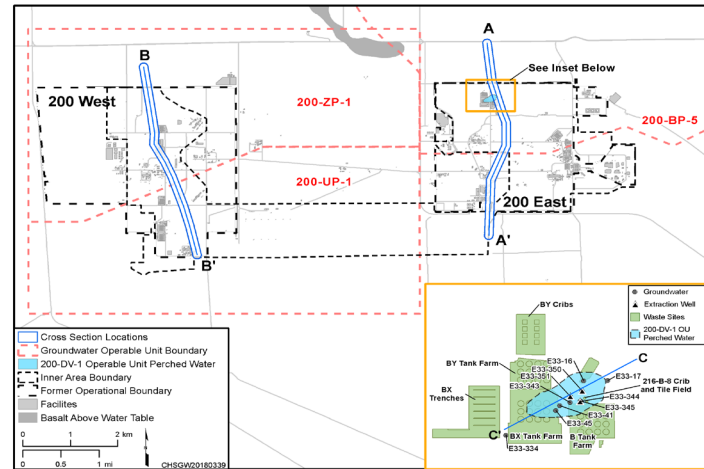 A
B
See Inset Below
200 West
200-ZP-1
200-BP-5
200-UP-1
200 East
A'
B'
Cross Section Locations
Groundwater Operable Unit Boundary
200-DV-1 Operable Unit Perched Water
Inner Area Boundary
Former Operational Boundary
Facilites
Basalt Above Water Table
0 1 2 km
0 0.5 1 mi
CHSGW20180339
Groundwater
Extraction Well
Waste Sites
200-DV-1 OU
Perched Water
BY Cribs
E33-16
C
BY Tank Farm
E33-350
E33-351
E33-17
E33-343
216-B-8 Crib
and Tile Field
BX
Trenches
E33-344
E33-345
E33-41
E33-45
C'
BX Tank Farm
B Tank
Farm
E33-334